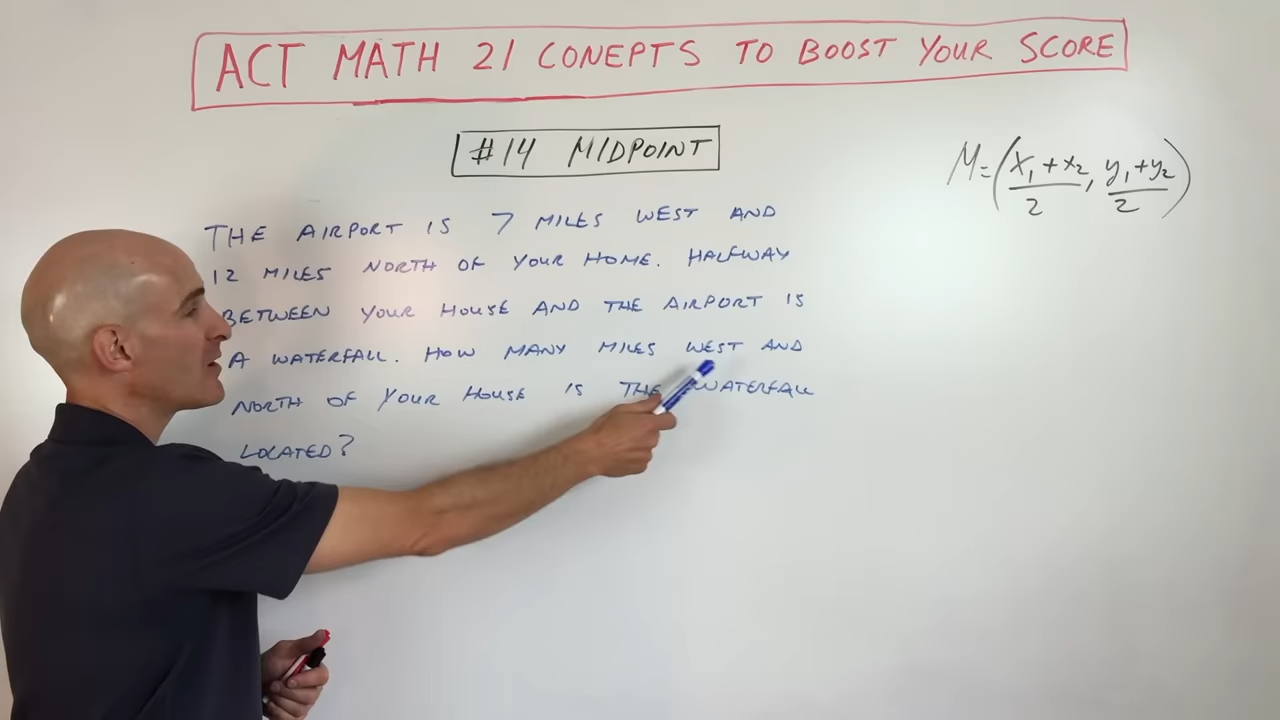 ACT MATH 21 CONEPTS TO BOOST YOUR SCORE
#14 MIDPOINT
M=(x₁+x₂/2, y₁+y₂/2)
THE AIRPORT IS 7 MILES WEST AND
12 MILES NORTH OF YOUR HOME. HALFWAY
BETWEEN YOUR HOUSE AND THE AIRPORT IS
A WATERFALL. HOW MANY MILES WEST AND
NORTH OF YOUR HOUSE IS THE WATERFALL
LOCATED?